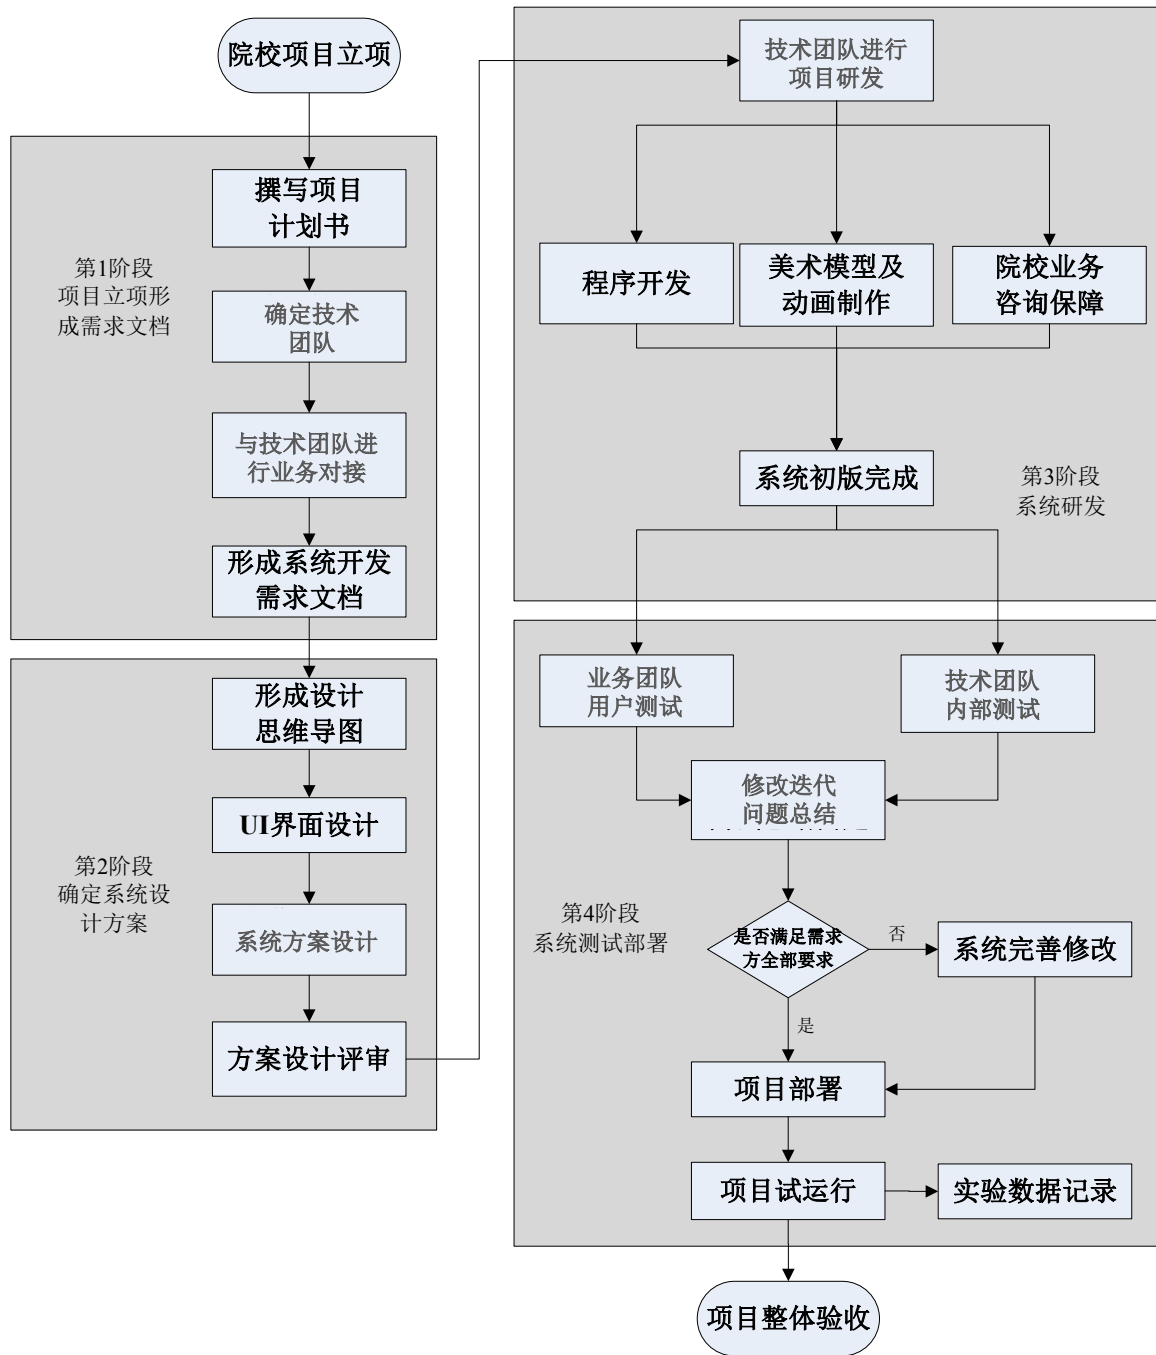 院校项目立项
第1阶段
项目立项形
成需求文档
撰写项目
计划书
确定技术
团队
与技术团队进
行业务对接
形成系统开发
需求文档
第2阶段
确定系统设
计方案
形成设计
思维导图
UI界面设计
系统方案设计
方案设计评审
技术团队进行
项目研发
程序开发
美术模型及
动画制作
院校业务
咨询保障
系统初版完成
第3阶段
系统研发
业务团队
用户测试
技术团队
内部测试
修改迭代
问题总结
第4阶段
系统测试部署
是否满足需求
方全部要求
否
系统完善修改
是
项目部署
项目试运行
实验数据记录
项目整体验收